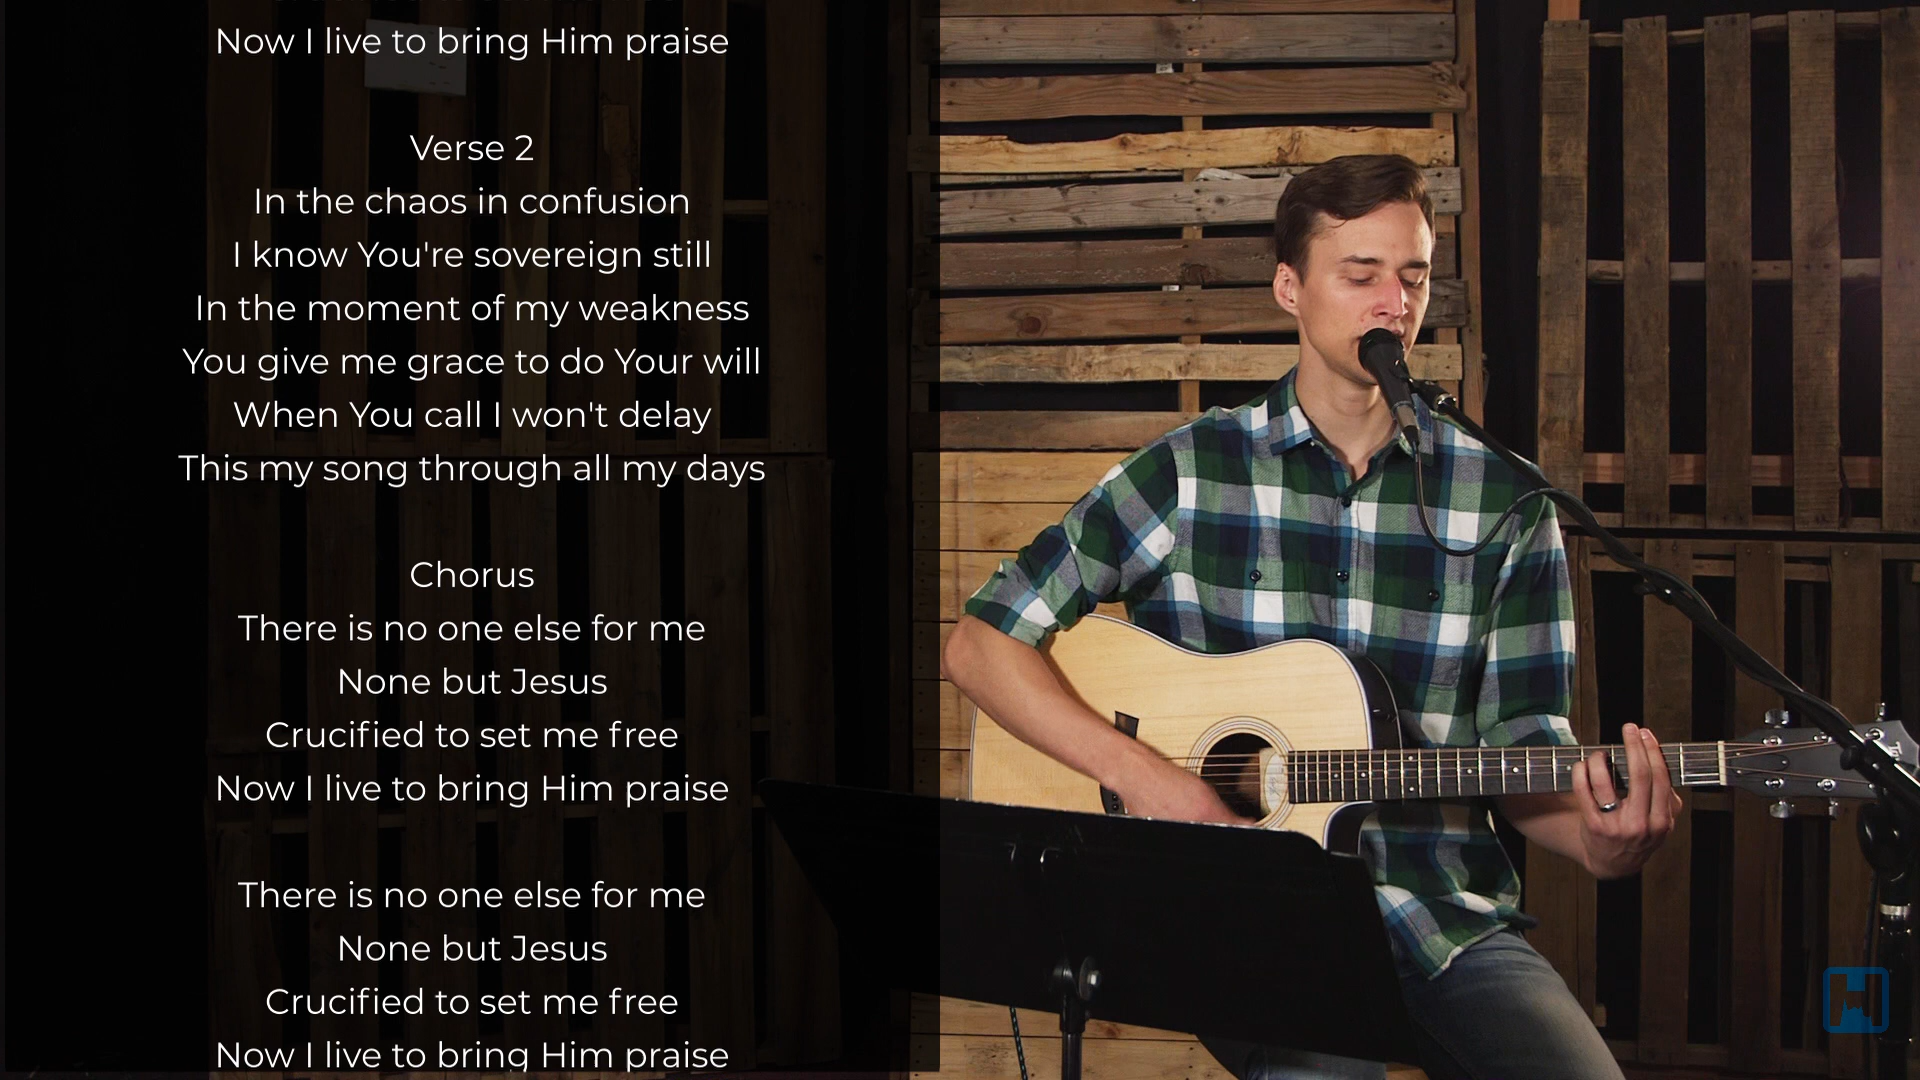 Now I live to bring Him praise
Verse 2
In the chaos in confusion
I know You're sovereign still
In the moment of my weakness
You give me grace to do Your will
When You call I won't delay
This my song through all my days
Chorus
There is no one else for me
None but Jesus
Crucified to set me free
Now I live to bring Him praise
There is no one else for me
None but Jesus
Crucified to set me free
Now I live to bring Him praise